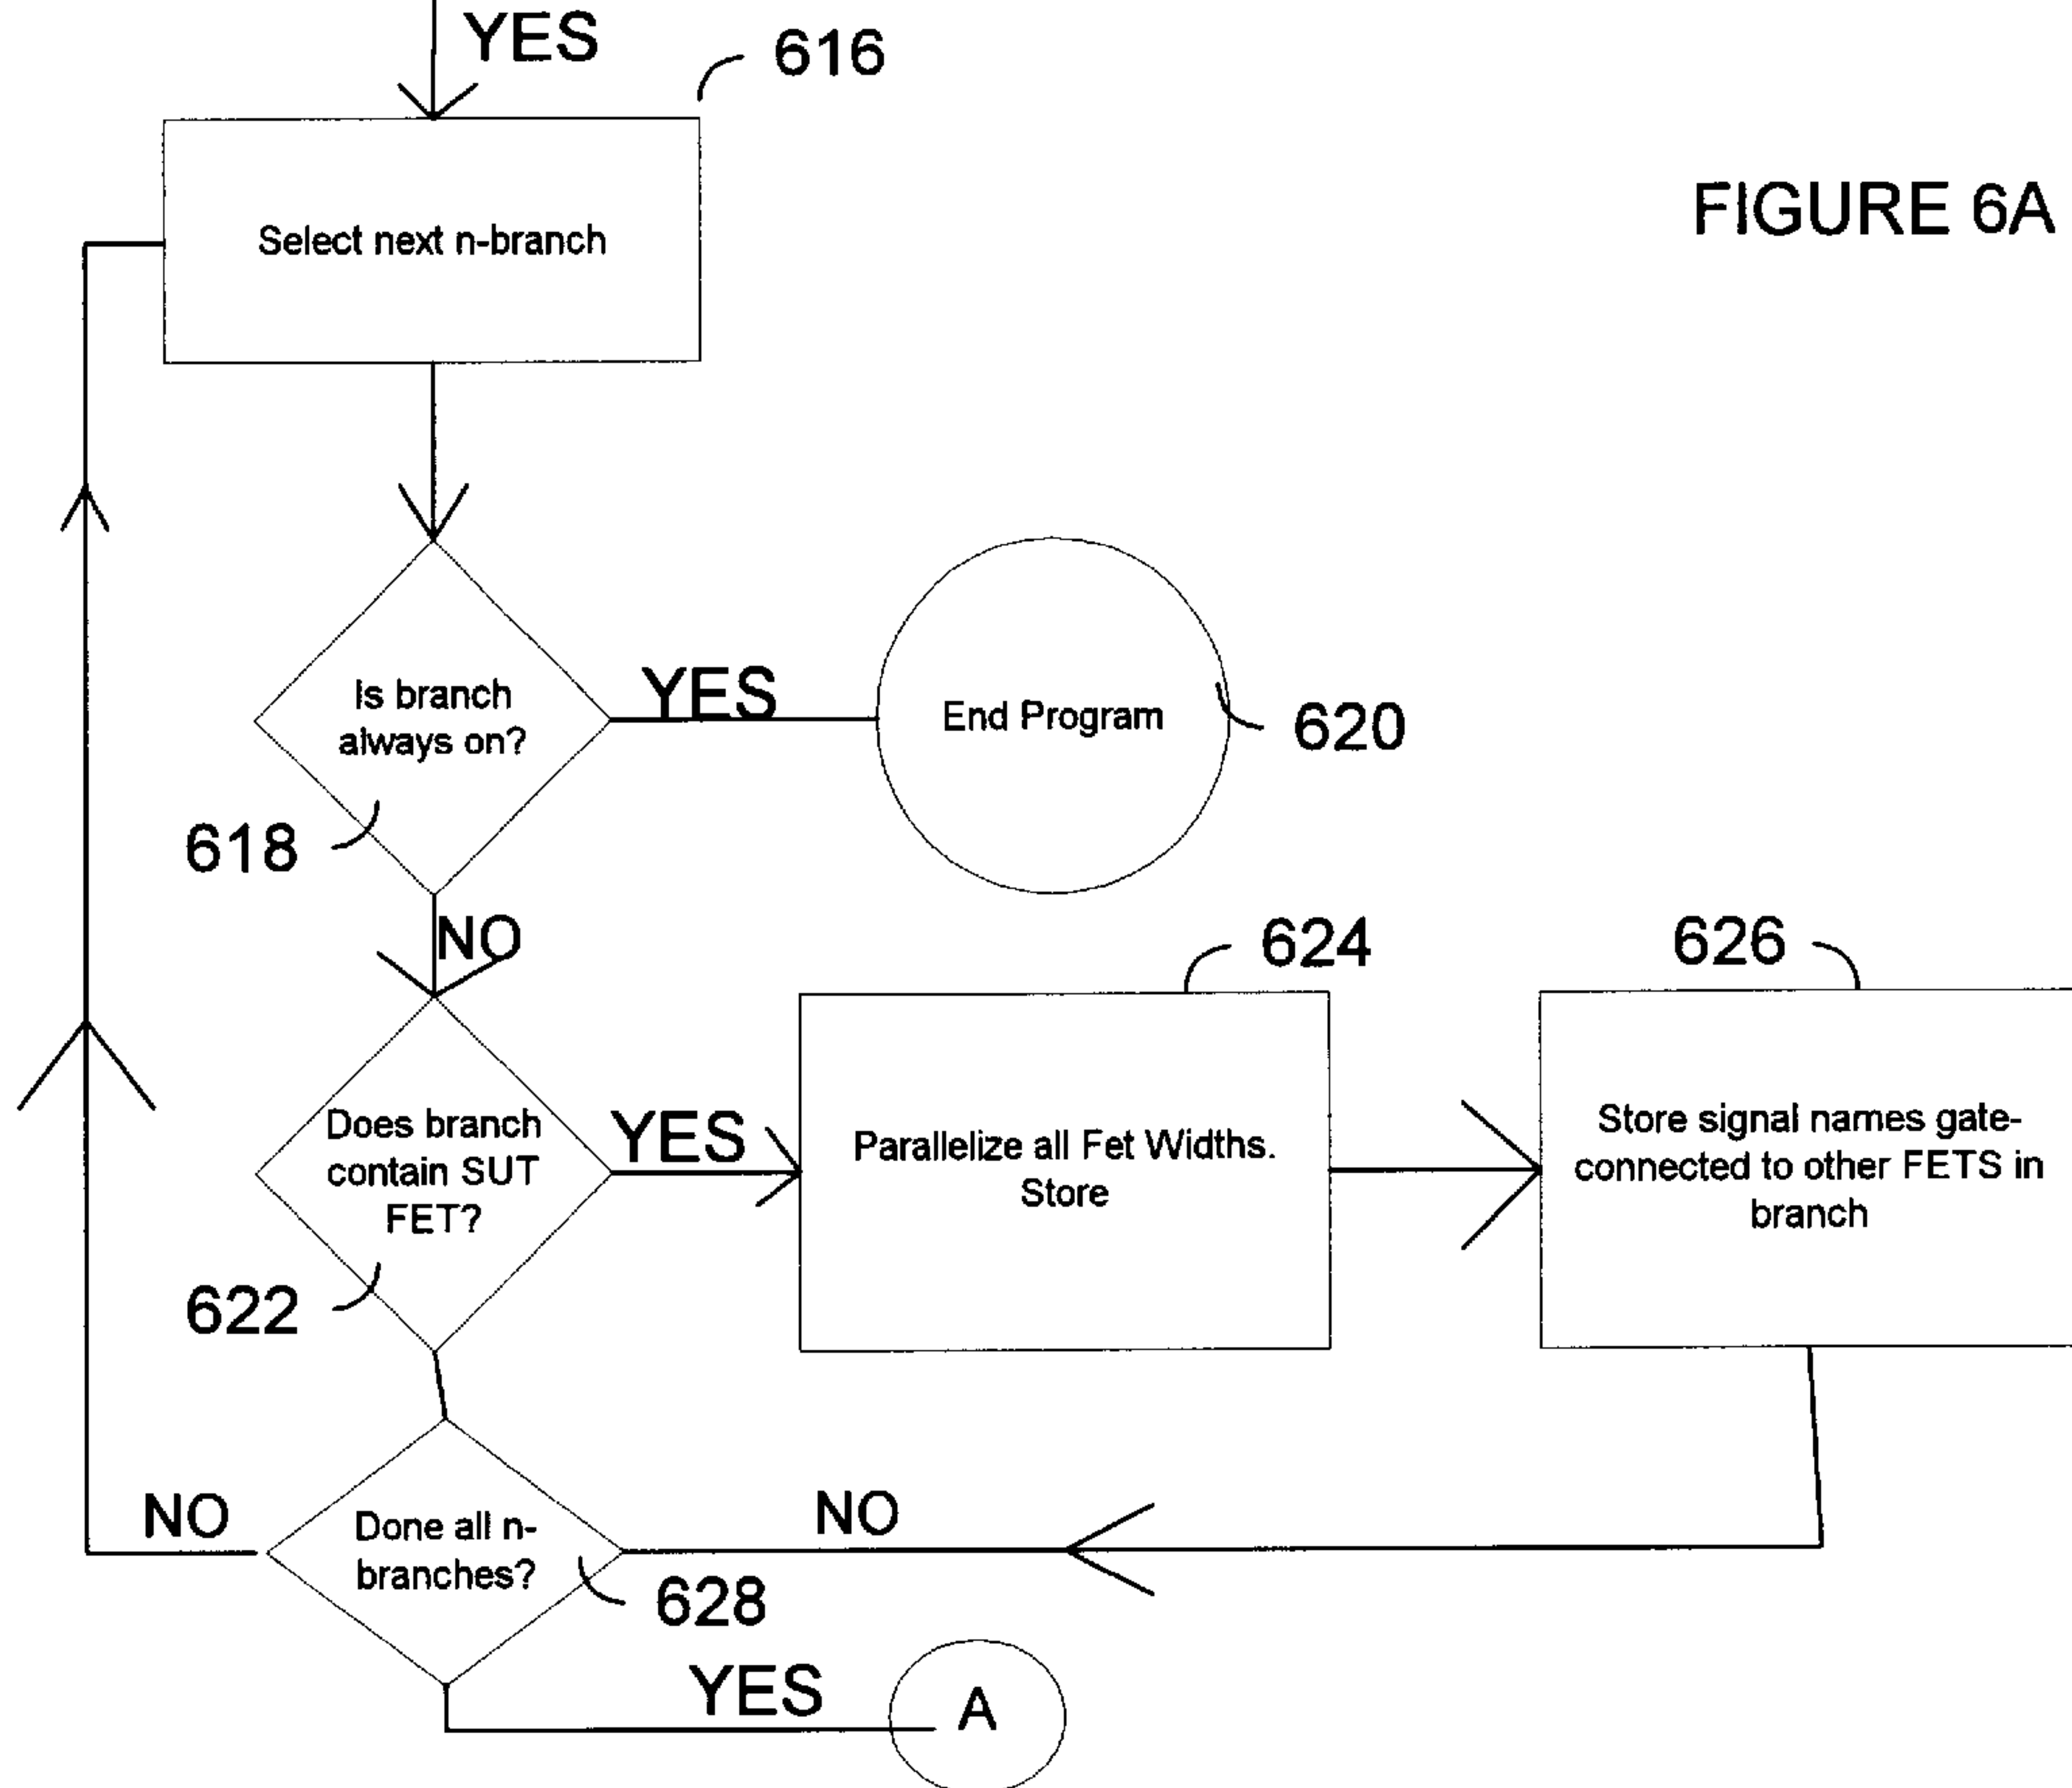 YES
616
FIGURE 6A
Select next n-branch
Is branch
always on?
YES
End Program
620
618
NO
624
626
Does branch
contain SUT
FET?
YES
Parallelize all Fet Widths.
Store
Store signal names gate-
connected to other FETS in
branch
622
NO
Done all n-
branches?
NO
628
YES
A